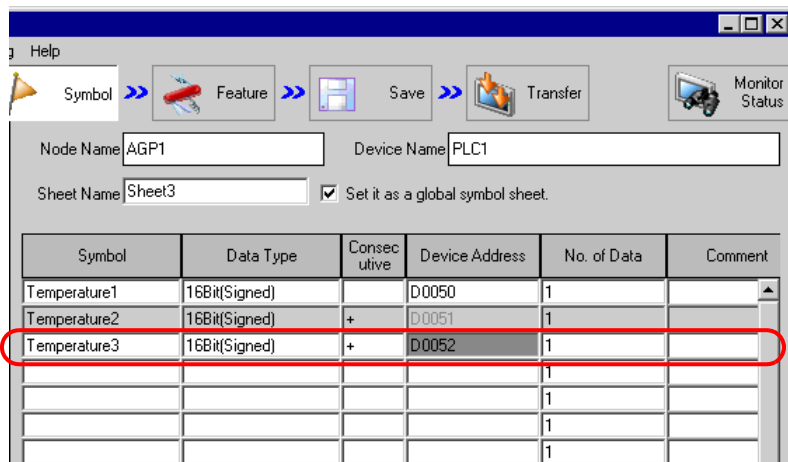 g Help
Symbol Feature Save Transfer Monitor
Status
Node Name AGP1 Device Name PLC1
Sheet Name Sheet3 Set it as a global symbol sheet.
Symbol Data Type Consec
utive Device Address No. of Data Comment
Temperature1 16Bit(Signed) D0050 1
Temperature2 16Bit(Signed) + D0051 1
Temperature3 16Bit(Signed) + D0052 1
1
1
1
1